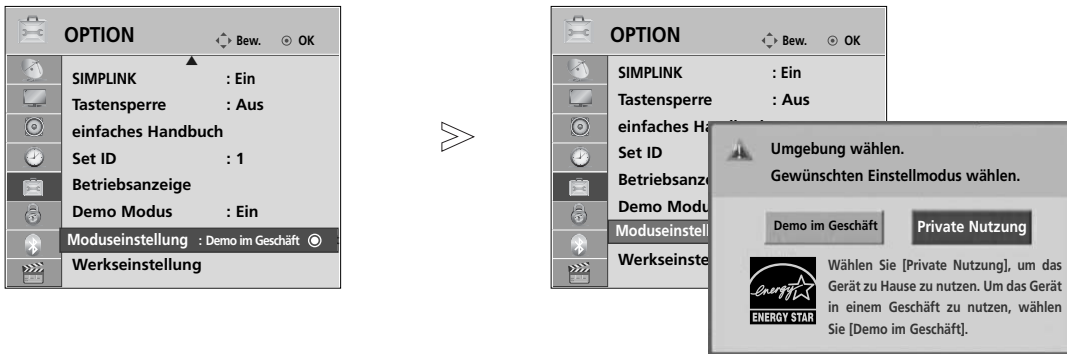 OPTION
Bew.
OK
SIMPLINK : Ein
Tastensperre : Aus
einfaches Handbuch
Set ID : 1
Betriebsanzeige
Demo Modus : Ein
Moduseinstellung : Demo im Geschäft
Werkseinstellung
OPTION
Bew.
OK
SIMPLINK : Ein
Tastensperre : Aus
einfaches Ha
Set ID
Betriebsanze
Demo Modu
Moduseinstell
Werkseinste
Umgebung wählen.
Gewünschten Einstellmodus wählen.
Demo im Geschäft
Private Nutzung
energy
ENERGY STAR
Wählen Sie [Private Nutzung], um das
Gerät zu Hause zu nutzen. Um das Gerät
in einem Geschäft zu nutzen, wählen
Sie [Demo im Geschäft].